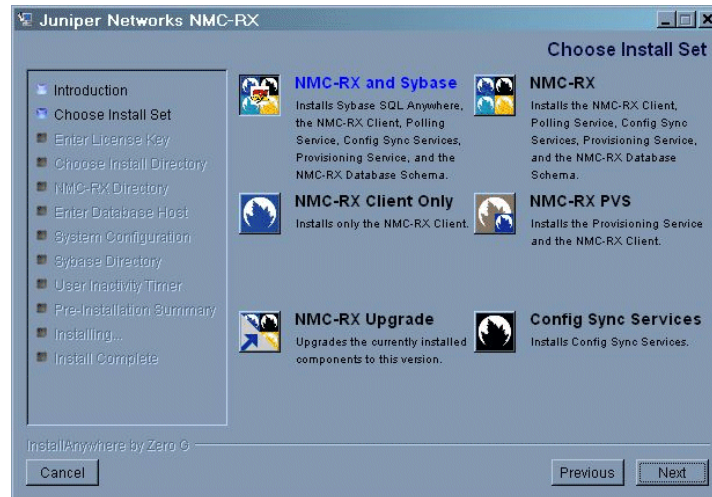 Juniper Networks NMC-RX
Choose Install Set
Introduction
Choose Install Set
Enter License Key
Choose Install Directory
NMC-RX Directory
Enter Database Host
System Configuration
Sybase Directory
User Inactivity Timer
Pre-Installation Summary
Installing...
Install Complete
NMC-RX and Sybase
Installs Sybase SQL Anywhere,
the NMC-RX Client, Polling
Service, Config Sync Services,
Provisioning Service, and the
NMC-RX Database Schema.
NMC-RX
Installs the NMC-RX Client,
Polling Service, Config Sync
Services, Provisioning Service,
and the NMC-RX Database
Schema.
NMC-RX Client Only
Installs only the NMC-RX Client.
NMC-RX PVS
Installs the Provisioning Service
and the NMC-RX Client.
NMC-RX Upgrade
Upgrades the currently installed
components to this version.
Config Sync Services
Installs Config Sync Services.
InstallAnywhere by Zero G
Cancel
Previous
Next